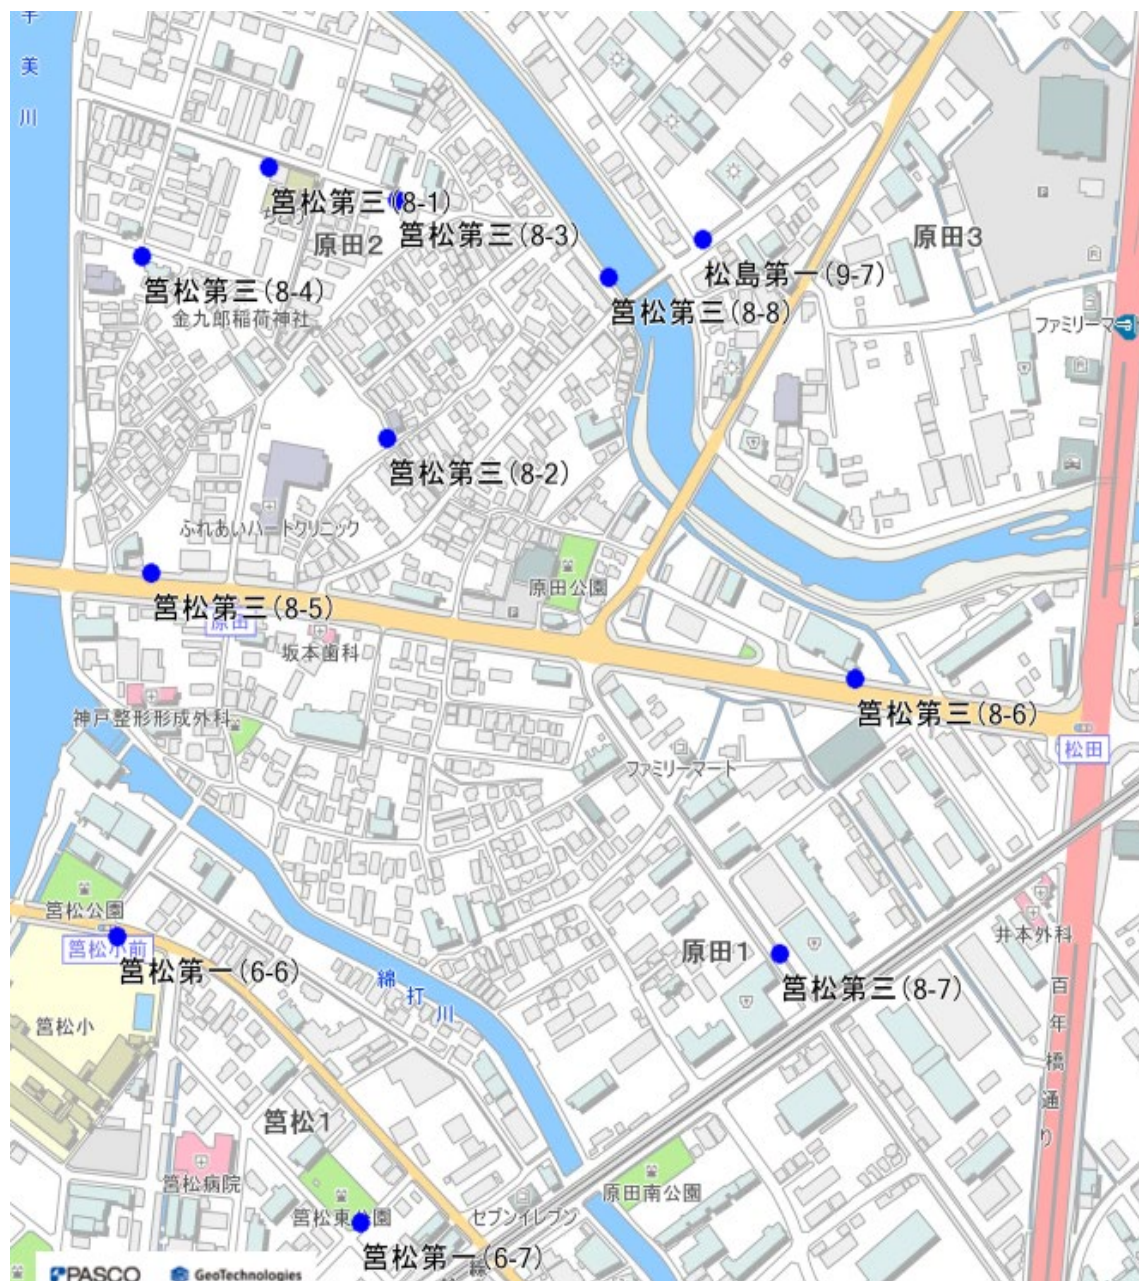 宇美川
筥松第三(8-1)
筥松第三(8-3)
原田2
原田3
筥松第三(8-4)
松島第一(9-7)
筥松第三(8-8)
金九郎稲荷神社
ファミリーマ
筥松第三(8-2)
ふれあいハートクリニック
原田公園
筥松第三(8-5)
原田
坂本歯科
神戸整形形成外科
筥松第三(8-6)
松田
ファミリーマート
筥松公園
筥松小前
井本外科
原田1
筥松第一(6-6)
筥松第三(8-7)
綿打川
百年橋通り
筥松小
筥松1
筥松病院
原田南公園
筥松東公園
セブンイレブン
筥松第一(6-7)
線
PASCO
GeoTechnologies